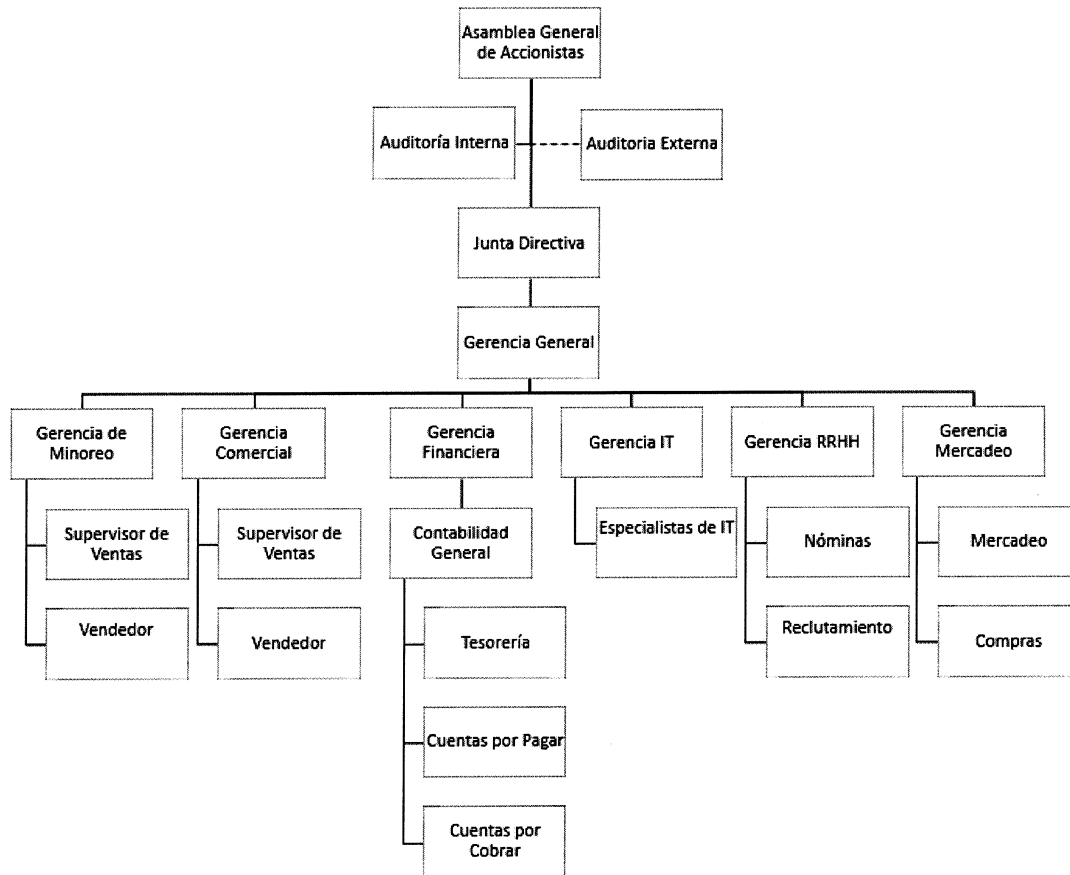 Asamblea General
de Accionistas
Auditoría Interna
Auditoria Externa
Junta Directiva
Gerencia General
Gerencia de
Minoreo
Gerencia
Comercial
Gerencia
Financiera
Gerencia IT
Gerencia RRHH
Gerencia
Mercadeo
Supervisor de
Ventas
Supervisor de
Ventas
Contabilidad
General
Especialistas de IT
Nóminas
Mercadeo
Vendedor
Vendedor
Tesorería
Reclutamiento
Compras
Cuentas por Pagar
Cuentas por
Cobrar